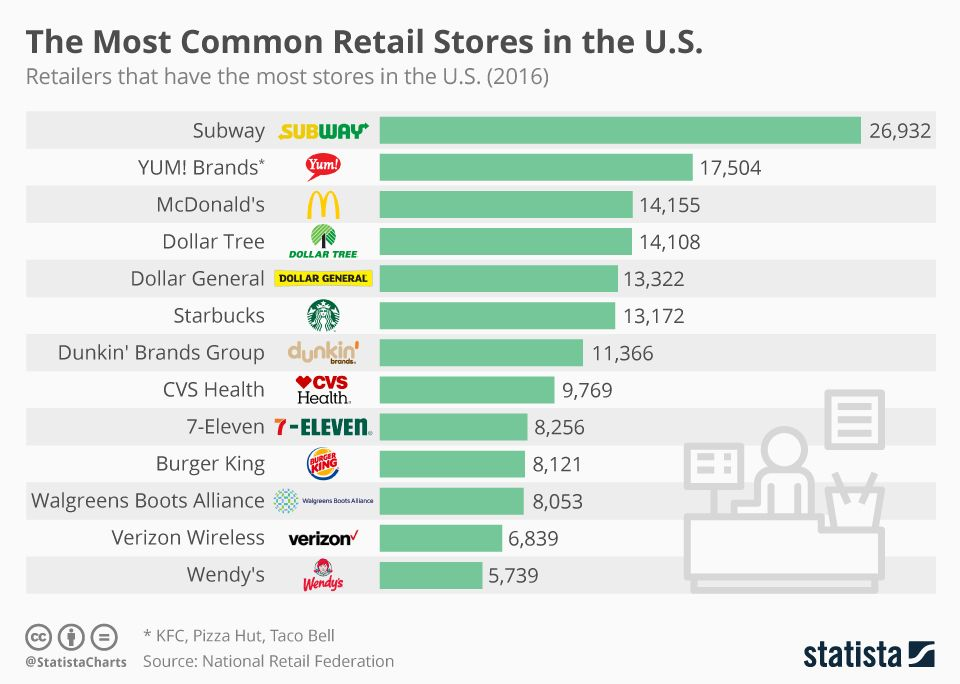 The Most Common Retail Stores in the U.S.
Retailers that have the most stores in the U.S. (2016)
Subway SUBWAY 26,932
YUM! Brands* Yum! 17,504
McDonald's 14,155
Dollar Tree DOLLAR TREE 14,108
Dollar General DOLLAR GENERAL 13,322
Starbucks 13,172
Dunkin' Brands Group dunkin' brands. 11,366
CVS Health CVS Health. 9,769
7-Eleven 7-ELEVEN® 8,256
Burger King BURGER KING 8,121
Walgreens Boots Alliance Walgreens Boots Alliance 8,053
Verizon Wireless verizon✓ 6,839
Wendy's Wendy's 5,739
cc * KFC, Pizza Hut, Taco Bell
@StatistaCharts Source: National Retail Federation
statista